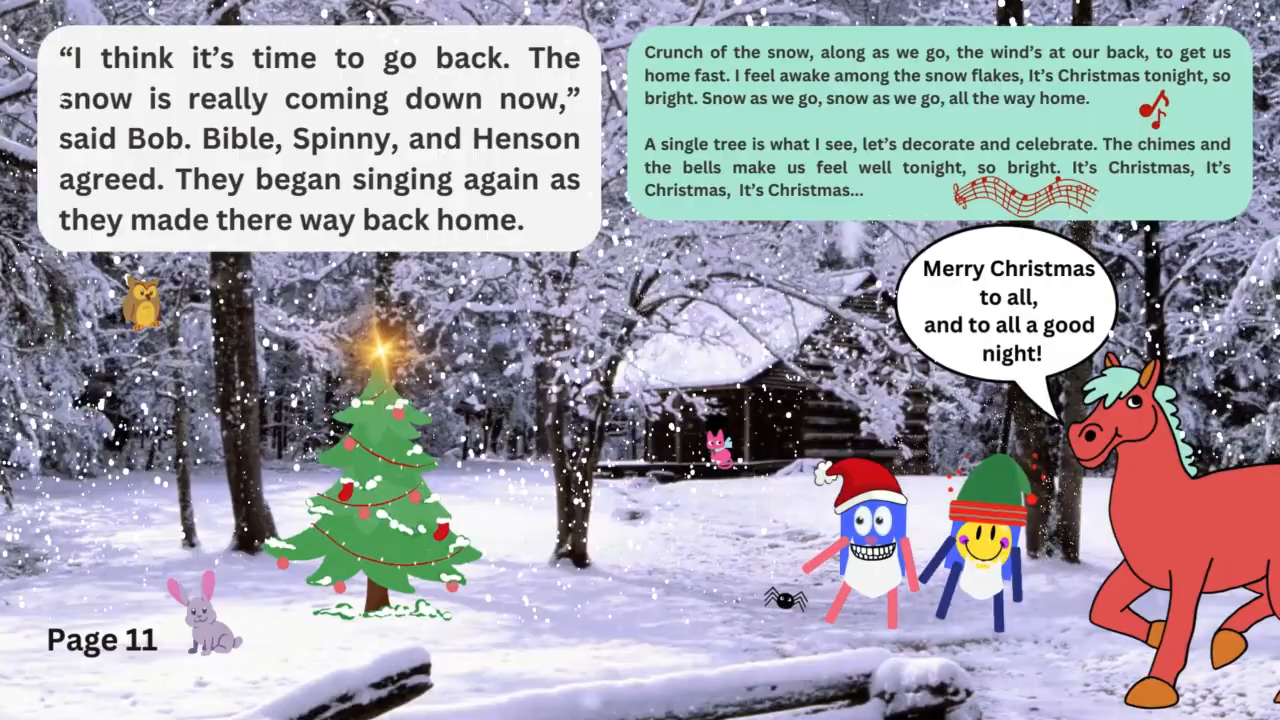 “I think it’s time to go back. The
snow is really coming down now,”
said Bob. Bible, Spinny, and Henson
agreed. They began singing again as
they made there way back home.
Crunch of the snow, along as we go, the wind’s at our back, to get us
home fast. I feel awake among the snow flakes, It’s Christmas tonight, so
bright. Snow as we go, snow as we go, all the way home.
A single tree is what I see, let’s decorate and celebrate. The chimes and
the bells make us feel well tonight, so bright. It’s Christmas, It’s
Christmas, It’s Christmas...
Merry Christmas
to all,
and to all a good
night!
Page 11